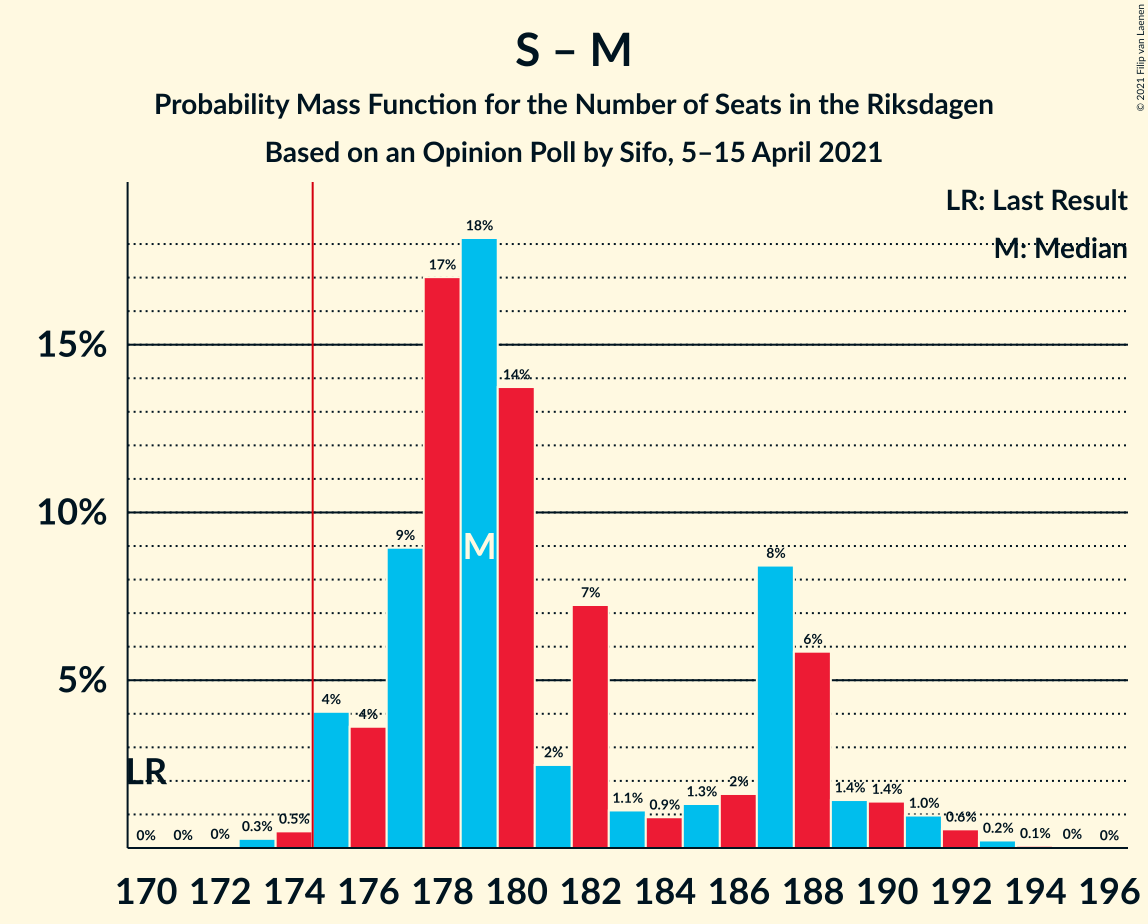 S – M
Probability Mass Function for the Number of Seats in the Riksdagen
Based on an Opinion Poll by Sifo, 5–15 April 2021
© 2021 Filip van Laenen
LR: Last Result
M: Median
15%
10%
5%
LR
M
0% 0% 0% 0.3% 0.5% 4% 4% 9% 17% 18% 14% 2% 7% 1.1% 0.9% 1.3% 2% 8% 6% 1.4% 1.4% 1.0% 0.6% 0.2% 0.1% 0% 0%
170 172 174 176 178 180 182 184 186 188 190 192 194 196